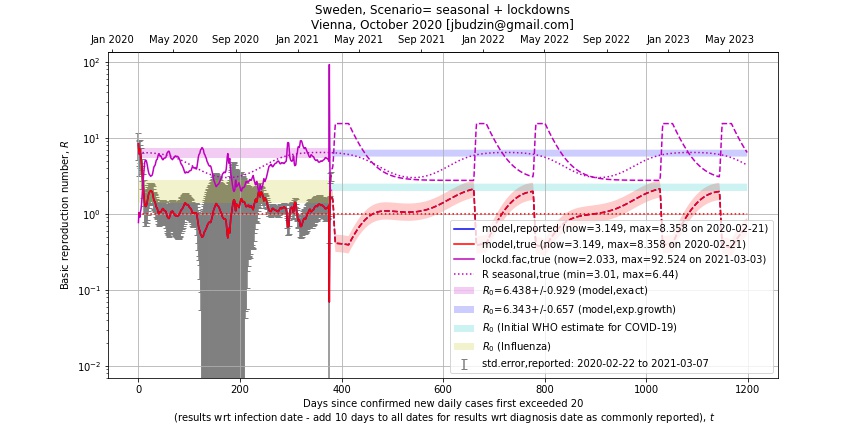 Sweden, Scenario= seasonal + lockdowns
Vienna, October 2020 [jbudzin@gmail.com]
Jan 2020 May 2020 Sep 2020 Jan 2021 May 2021 Sep 2021 Jan 2022 May 2022 Sep 2022 Jan 2023 May 2023
Basic reproduction number, R
10²
10¹
10⁰
10⁻¹
10⁻²
model,reported (now=3.149, max=8.358 on 2020-02-21)
model,true (now=3.149, max=8.358 on 2020-02-21)
lockd.fac,true (now=2.033, max=92.524 on 2021-03-03)
R seasonal,true (min=3.01, max=6.44)
R₀=6.438+/-0.929 (model,exact)
R₀=6.343+/-0.657 (model,exp.growth)
R₀ (Initial WHO estimate for COVID-19)
R₀ (Influenza)
std.error,reported: 2020-02-22 to 2021-03-07
0 200 400 600 800 1000 1200
Days since confirmed new daily cases first exceeded 20
(results wrt infection date - add 10 days to all dates for results wrt diagnosis date as commonly reported), t